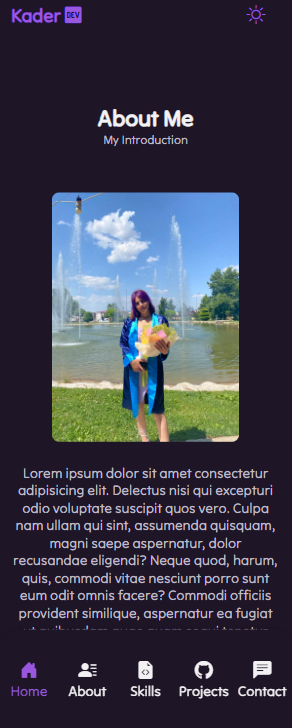 Kader DEV
About Me
My Introduction
Lorem ipsum dolor sit amet consectetur
adipisicing elit. Delectus nisi qui excepturi
odio voluptate suscipit quos vero. Culpa
nam ullam qui sint, assumenda quisquam,
magni saepe aspernatur, dolor
recusandae eligendi? Neque quod, harum,
quis, commodi vitae nesciunt porro sunt
eum odit omnis facere? Commodi officiis
provident similique, aspernatur ea fugiat
Home About Skills Projects Contact